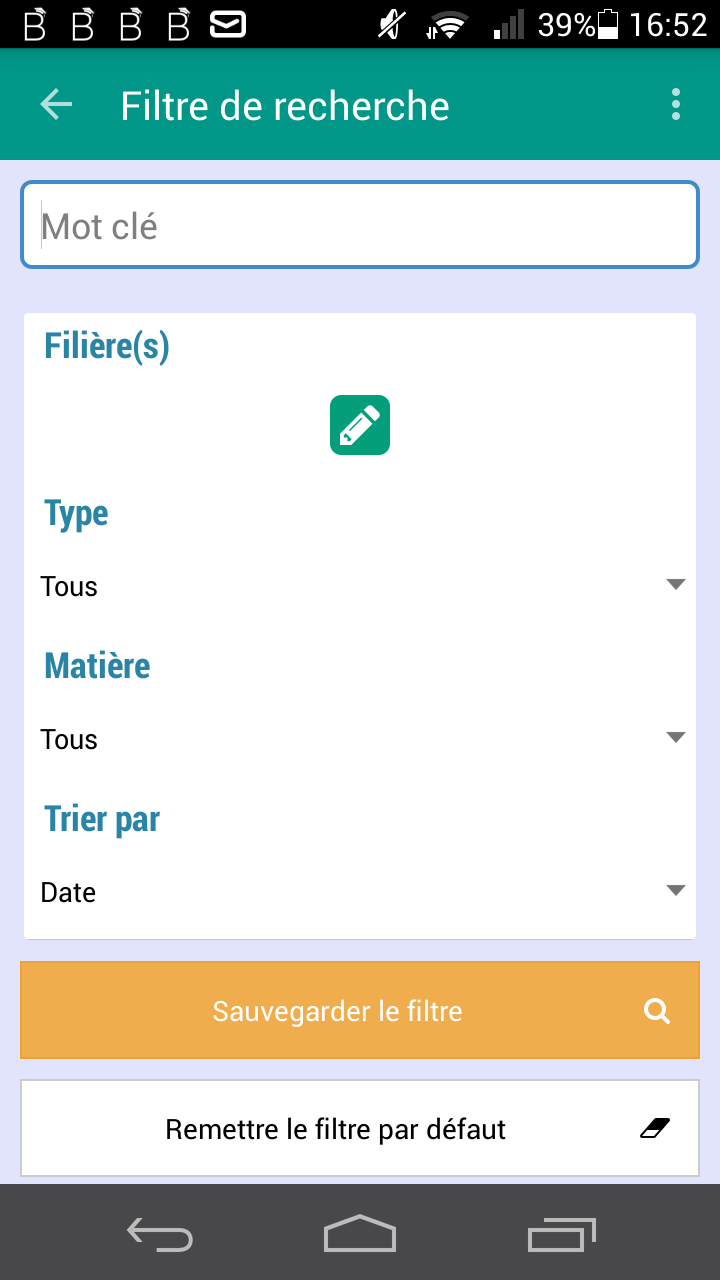 39% 16:52
Filtre de recherche
Mot clé
Filière(s)
Type
Tous
Matière
Tous
Trier par
Date
Sauvegarder le filtre
Remettre le filtre par défaut